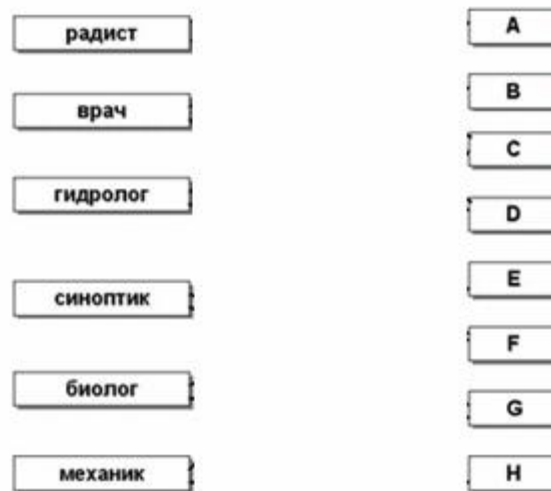 радист
врач
гидролог
синоптик
биолог
механик
A
B
C
D
E
F
G
H